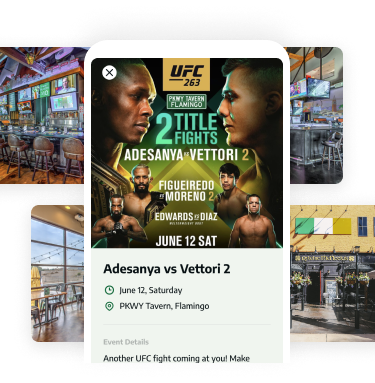 UFC
263
PKWY TAVERN
FLAMINGO
2 TITLE
FIGHTS
ADESANYA VS VETTORI 2
FIGUEIREDO
VS MORENO 2
EDWARDS VS DIAZ
WELTERWEIGHT BOUT
JUNE 12 SAT
Adesanya vs Vettori 2
June 12, Saturday
PKWY Tavern, Flamingo
Event Details
Another UFC fight coming at you! Make